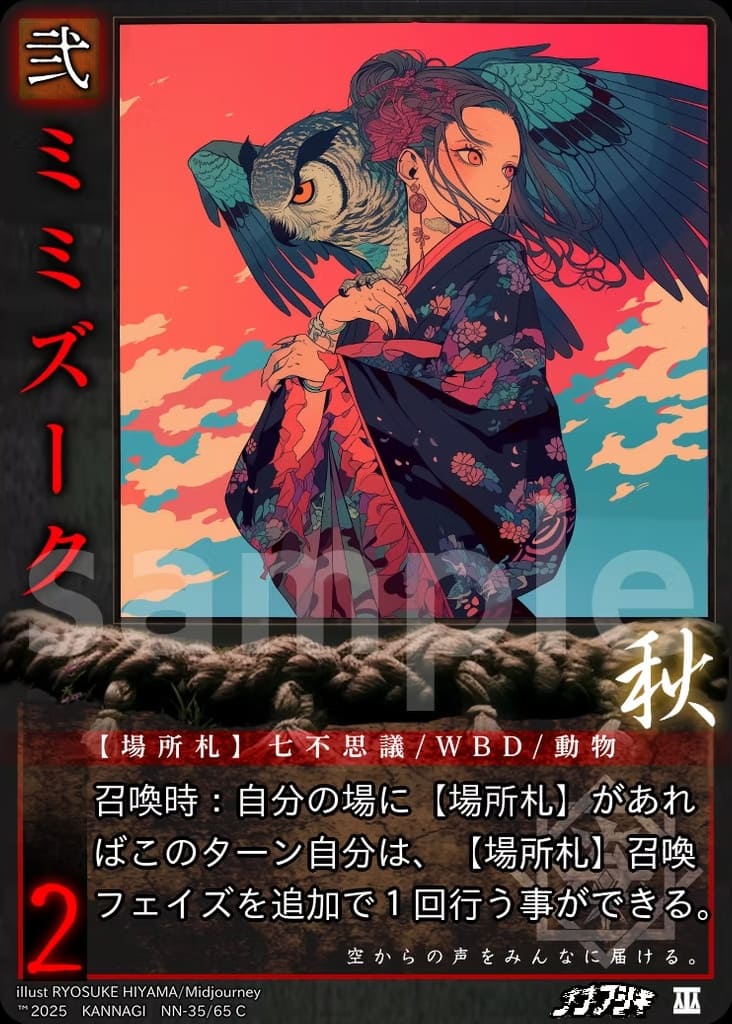 弐
ミミズーク
sample
秋
【場所札】七不思議/WBD/動物
召喚時：自分の場に【場所札】があれ
ばこのターン自分は、【場所札】召喚
フェイズを追加で１回行う事ができる。
2
空からの声をみんなに届ける。
illust RYOSUKE HIYAMA/Midjourney
™2025 KANNAGI NN-35/65 C